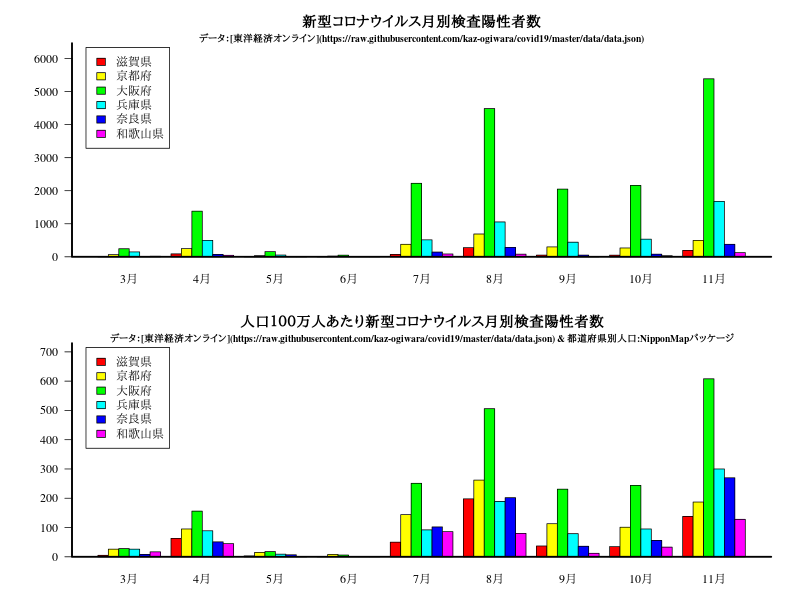 新型コロナウイルス月別検査陽性者数
データ:[東洋経済オンライン](https://raw.githubusercontent.com/kaz-ogiwara/covid19/master/data/data.json)
滋賀県
京都府
大阪府
兵庫県
奈良県
和歌山県
6000
5000
4000
3000
2000
1000
0
3月 4月 5月 6月 7月 8月 9月 10月 11月
人口100万人あたり新型コロナウイルス月別検査陽性者数
データ:[東洋経済オンライン](https://raw.githubusercontent.com/kaz-ogiwara/covid19/master/data/data.json) & 都道府県別人口:NipponMapパッケージ
滋賀県
京都府
大阪府
兵庫県
奈良県
和歌山県
700
600
500
400
300
200
100
0
3月 4月 5月 6月 7月 8月 9月 10月 11月